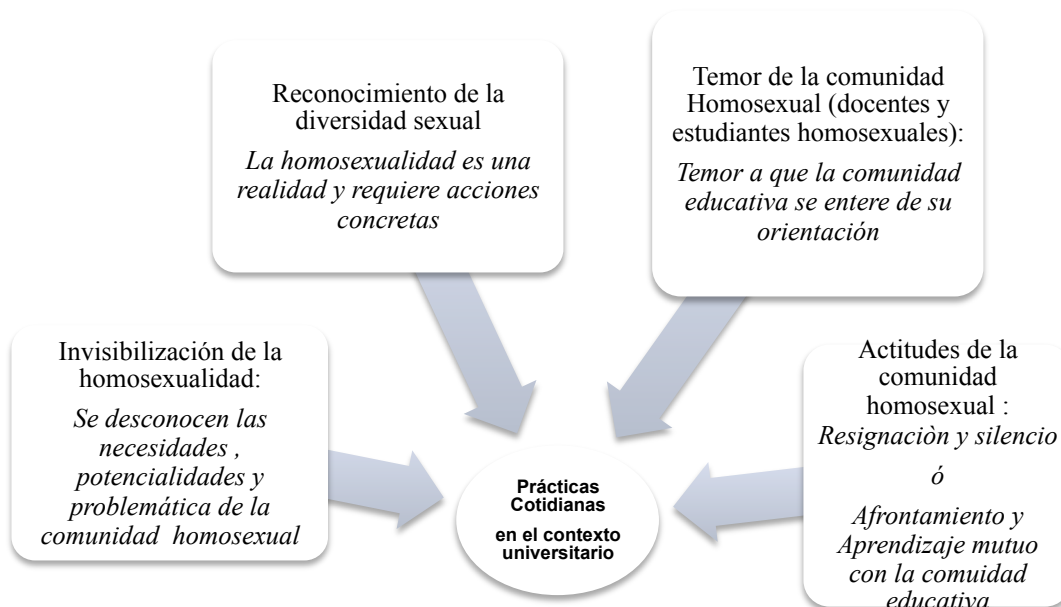 Reconocimiento de la
diversidad sexual
La homosexualidad es una
realidad y requiere acciones
concretas
Temor de la comunidad
Homosexual (docentes y
estudiantes homosexuales):
Temor a que la comunidad
educativa se entere de su
orientación
Invisibilización de la
homosexualidad:
Se desconocen las
necesidades ,
potencialidades y
problemática de la
comunidad homosexual
Prácticas
Cotidianas
en el contexto
universitario
Actitudes de la
comunidad
homosexual :
Resignaciòn y silencio
ó
Afrontamiento y
Aprendizaje mutuo
con la comuidad
educativa